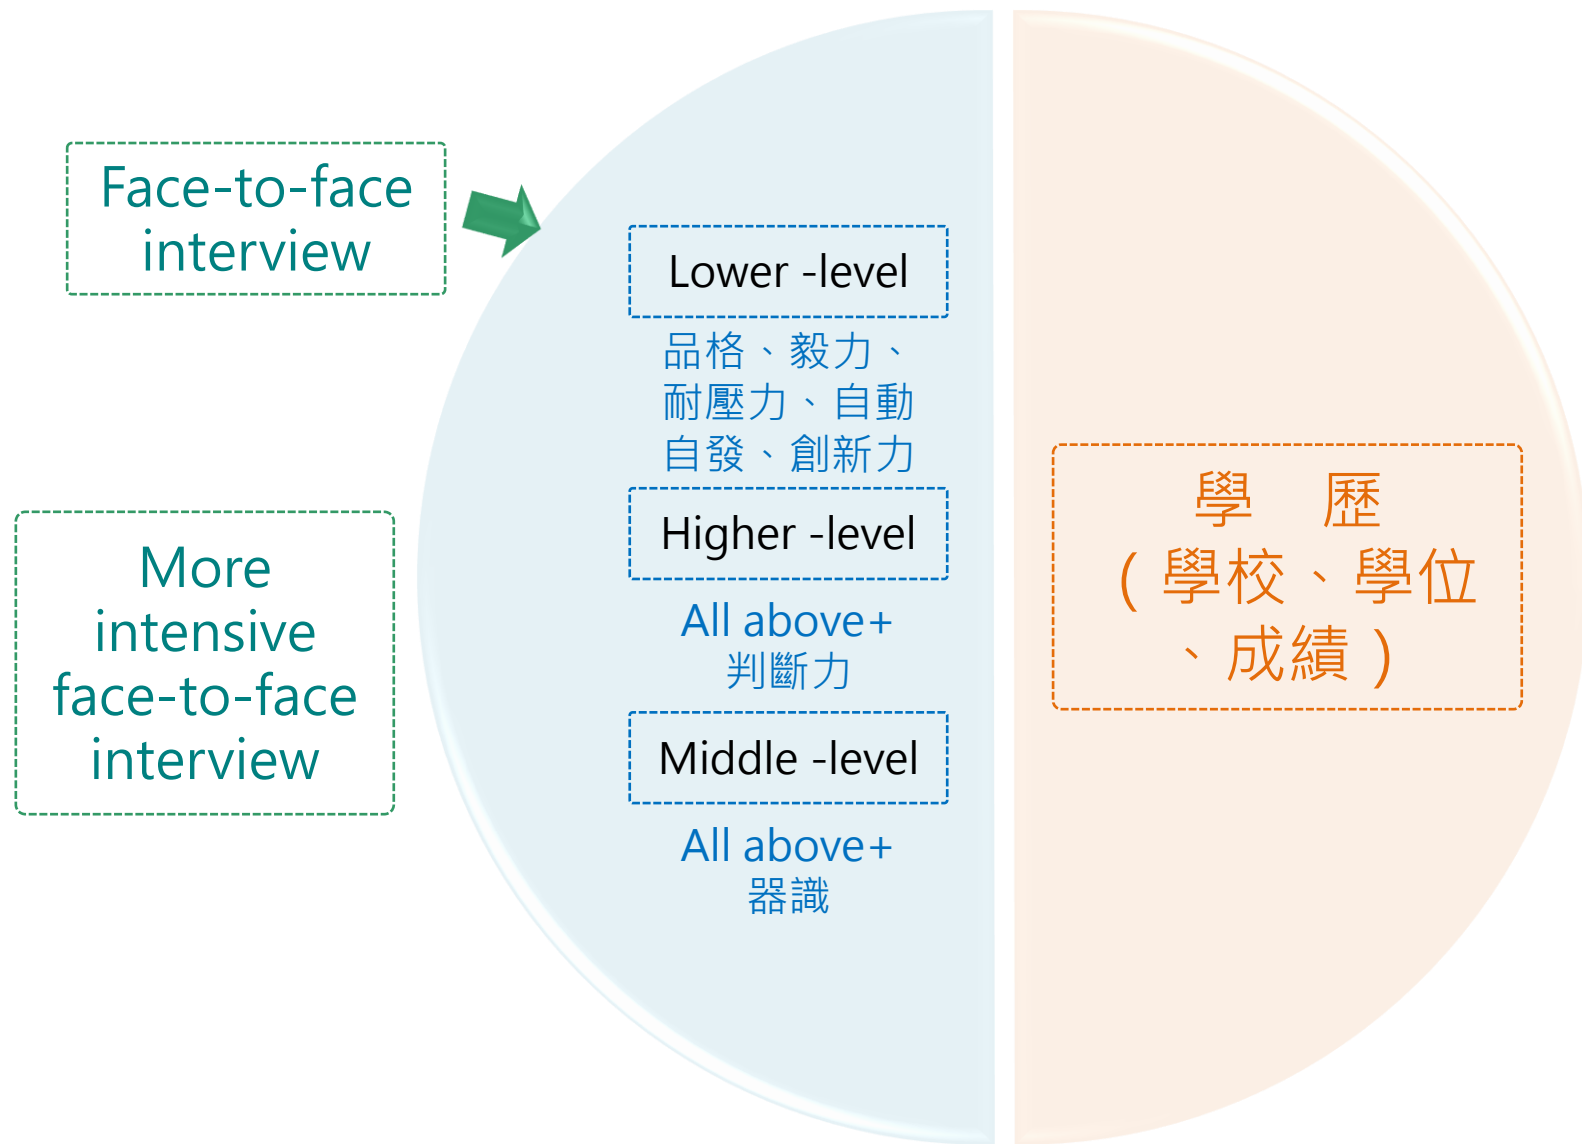 Face-to-face
interview
More
intensive
face-to-face
interview
Lower -level
品格、毅力、
耐壓力、自動
自發、創新力
Higher -level
All above+
判斷力
Middle -level
All above+
器識
學　歷
( 學校、學位
、成績 )